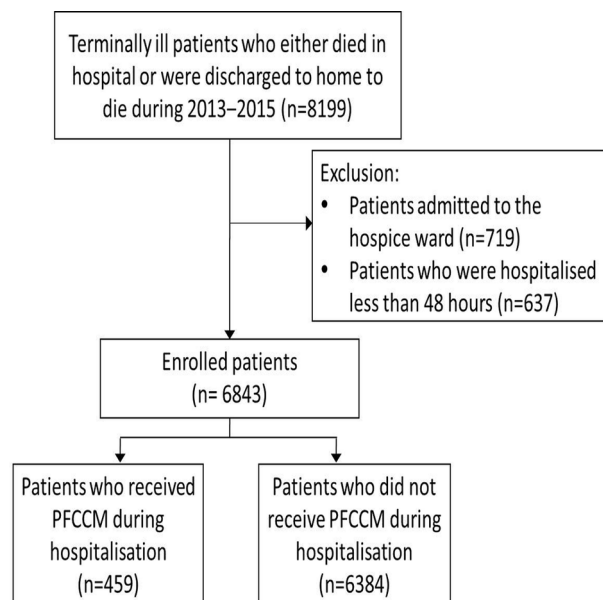 Terminally ill patients who either died in
hospital or were discharged to home to
die during 2013–2015 (n=8199)
Exclusion:
• Patients admitted to the
hospice ward (n=719)
• Patients who were hospitalised
less than 48 hours (n=637)
Enrolled patients
(n= 6843)
Patients who received
PFCCM during
hospitalisation
(n=459)
Patients who did not
receive PFCCM during
hospitalisation
(n=6384)